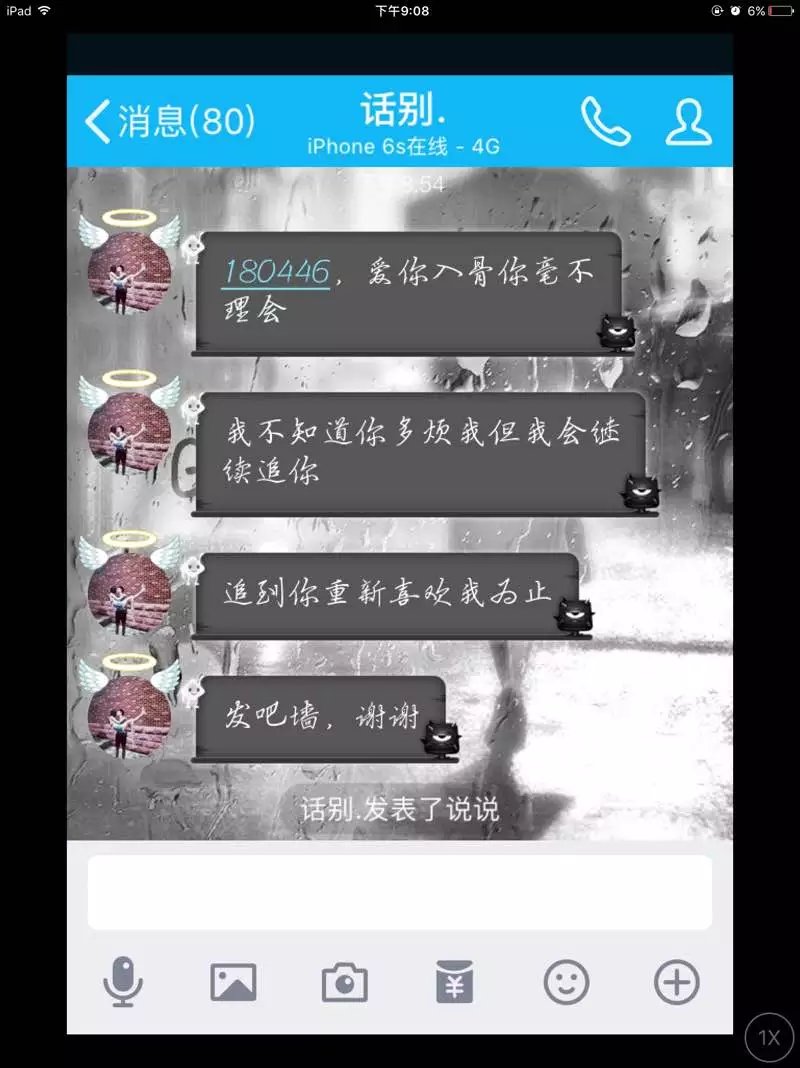 iPad 下午9:08 6%
消息(80) 话别.
iPhone 6s在线 - 4G
180446，爱你入骨你毫不
理会
我不知道你多烦我但我会继
续追你
追到你重新喜欢我为止
发吧墙，谢谢
话别.发表了说说
¥
1X